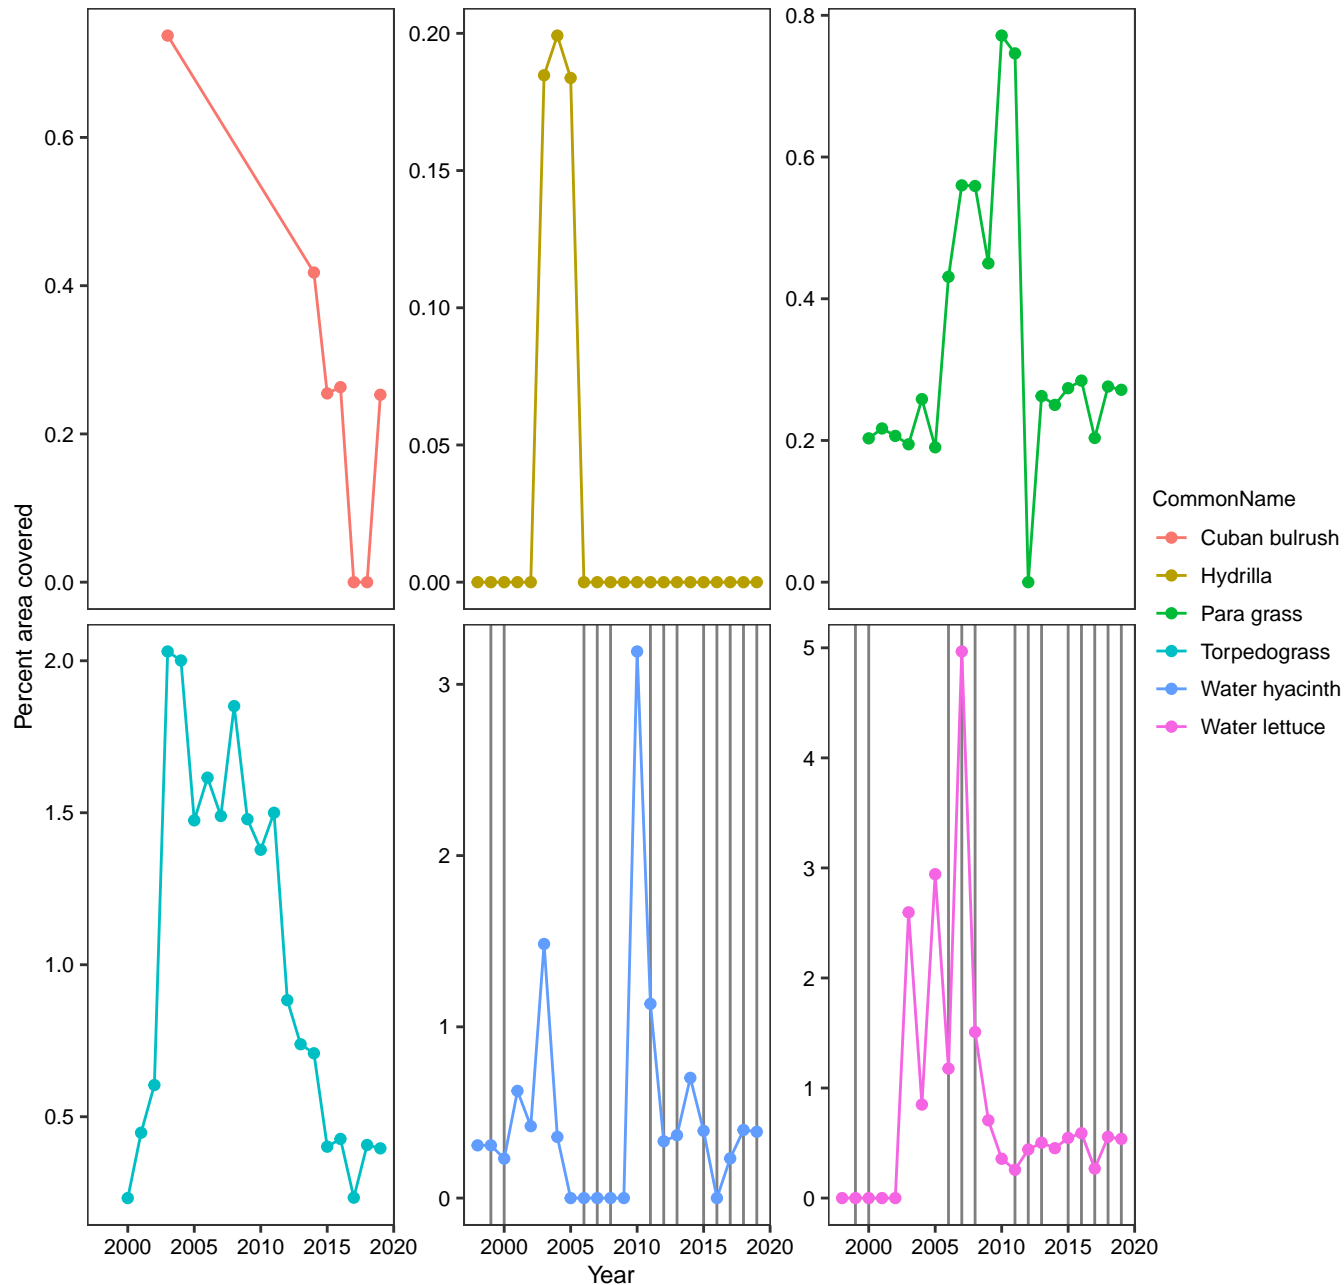 Percent area covered
0.6
0.4
0.2
0.0
0.20
0.15
0.10
0.05
0.00
0.8
0.6
0.4
0.2
0.0
2.0
1.5
1.0
0.5
3
2
1
0
5
4
3
2
1
0
2000 2005 2010 2015 2020
2000 2005 2010 2015 2020
2000 2005 2010 2015 2020
Year
CommonName
Cuban bulrush
Hydrilla
Para grass
Torpedograss
Water hyacinth
Water lettuce